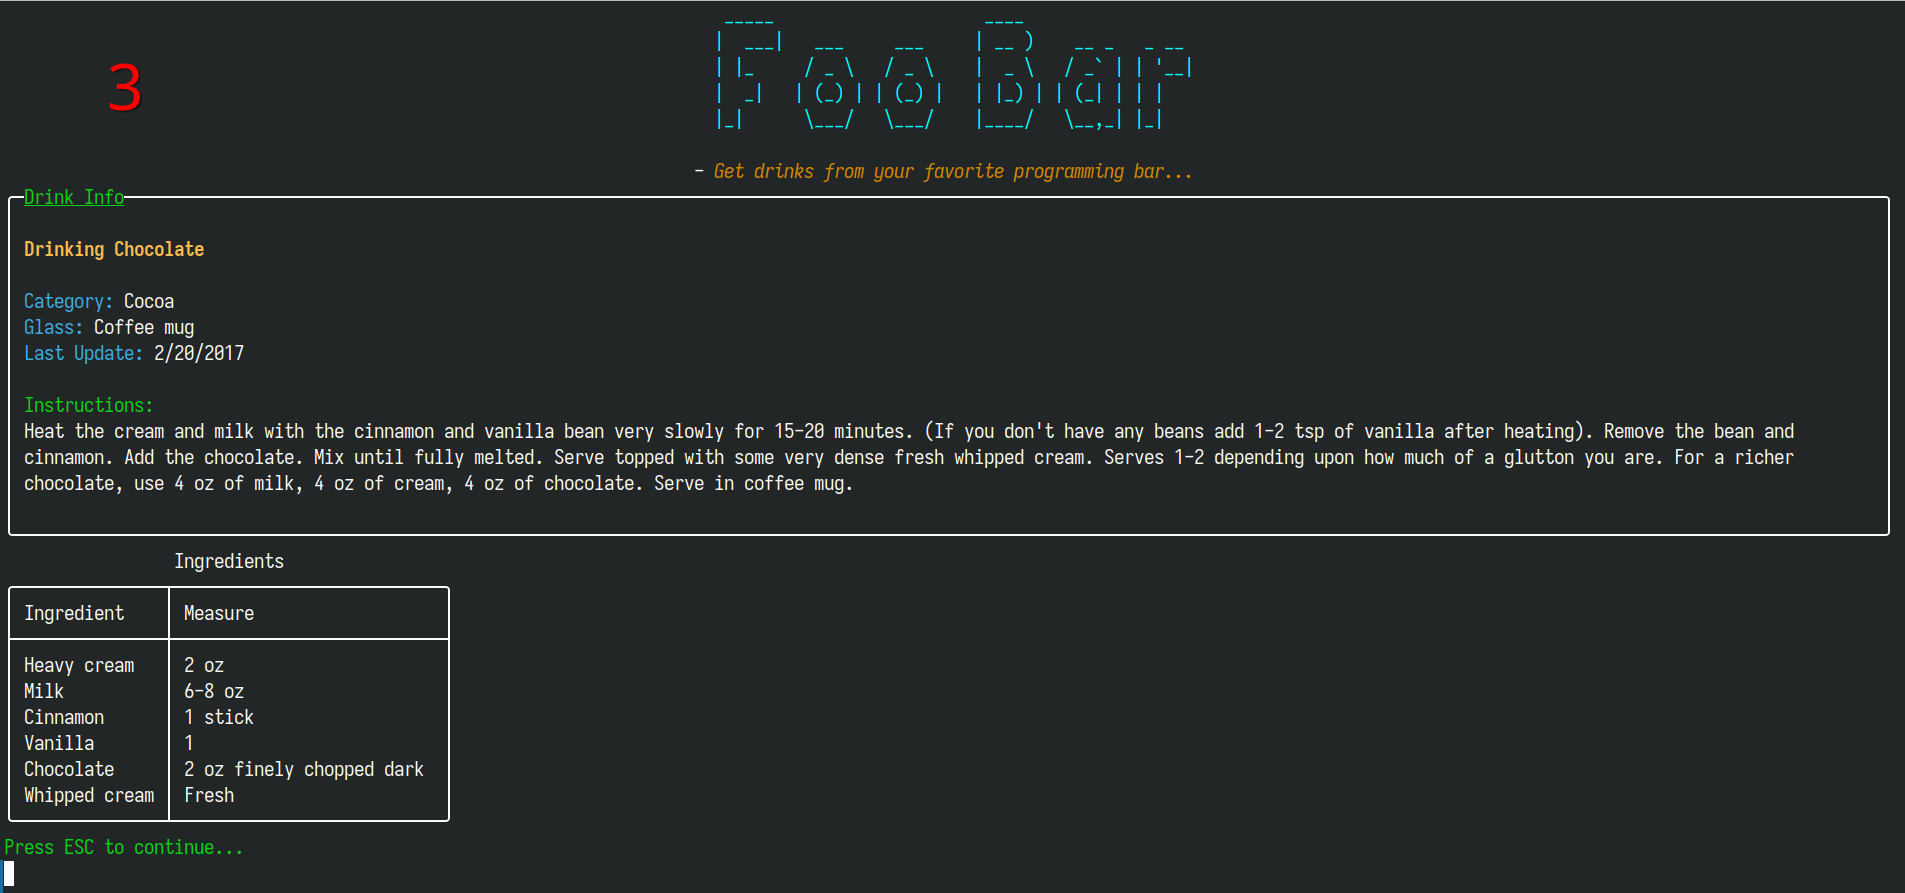 3
Foo Bar
- Get drinks from your favorite programming bar...
Drink Info
Drinking Chocolate
Category: Cocoa
Glass: Coffee mug
Last Update: 2/20/2017
Instructions:
Heat the cream and milk with the cinnamon and vanilla bean very slowly for 15-20 minutes. (If you don't have any beans add 1-2 tsp of vanilla after heating). Remove the bean and
cinnamon. Add the chocolate. Mix until fully melted. Serve topped with some very dense fresh whipped cream. Serves 1-2 depending upon how much of a glutton you are. For a richer
chocolate, use 4 oz of milk, 4 oz of cream, 4 oz of chocolate. Serve in coffee mug.
Ingredients
Ingredient Measure
Heavy cream 2 oz
Milk 6-8 oz
Cinnamon 1 stick
Vanilla 1
Chocolate 2 oz finely chopped dark
Whipped cream Fresh
Press ESC to continue...